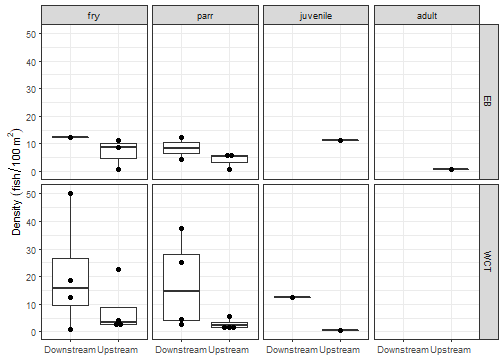 fry parr juvenile adult
Density (fish/100 m²)
50
40
30
20
10
0
EB
50
40
30
20
10
0
WCT
Downstream Upstream Downstream Upstream Downstream Upstream Downstream Upstream